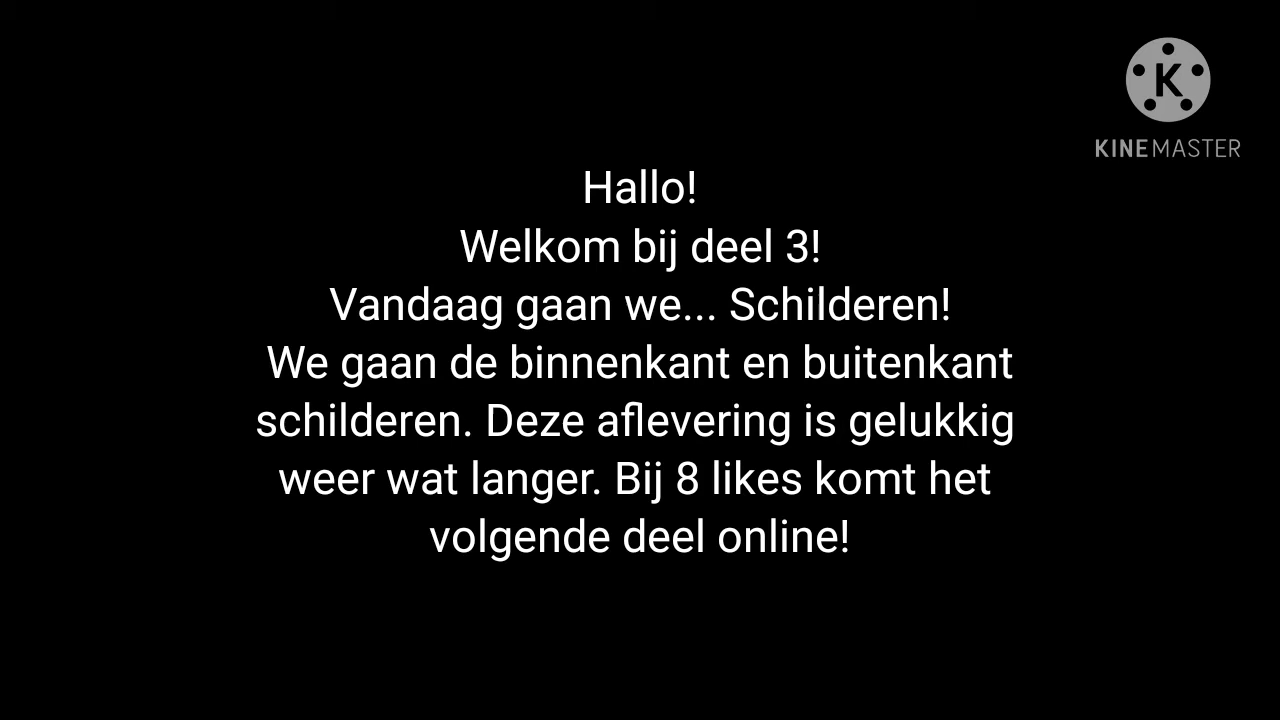 K
KINEMASTER
Hallo!
Welkom bij deel 3!
Vandaag gaan we... Schilderen!
We gaan de binnenkant en buitenkant
schilderen. Deze aflevering is gelukkig
weer wat langer. Bij 8 likes komt het
volgende deel online!